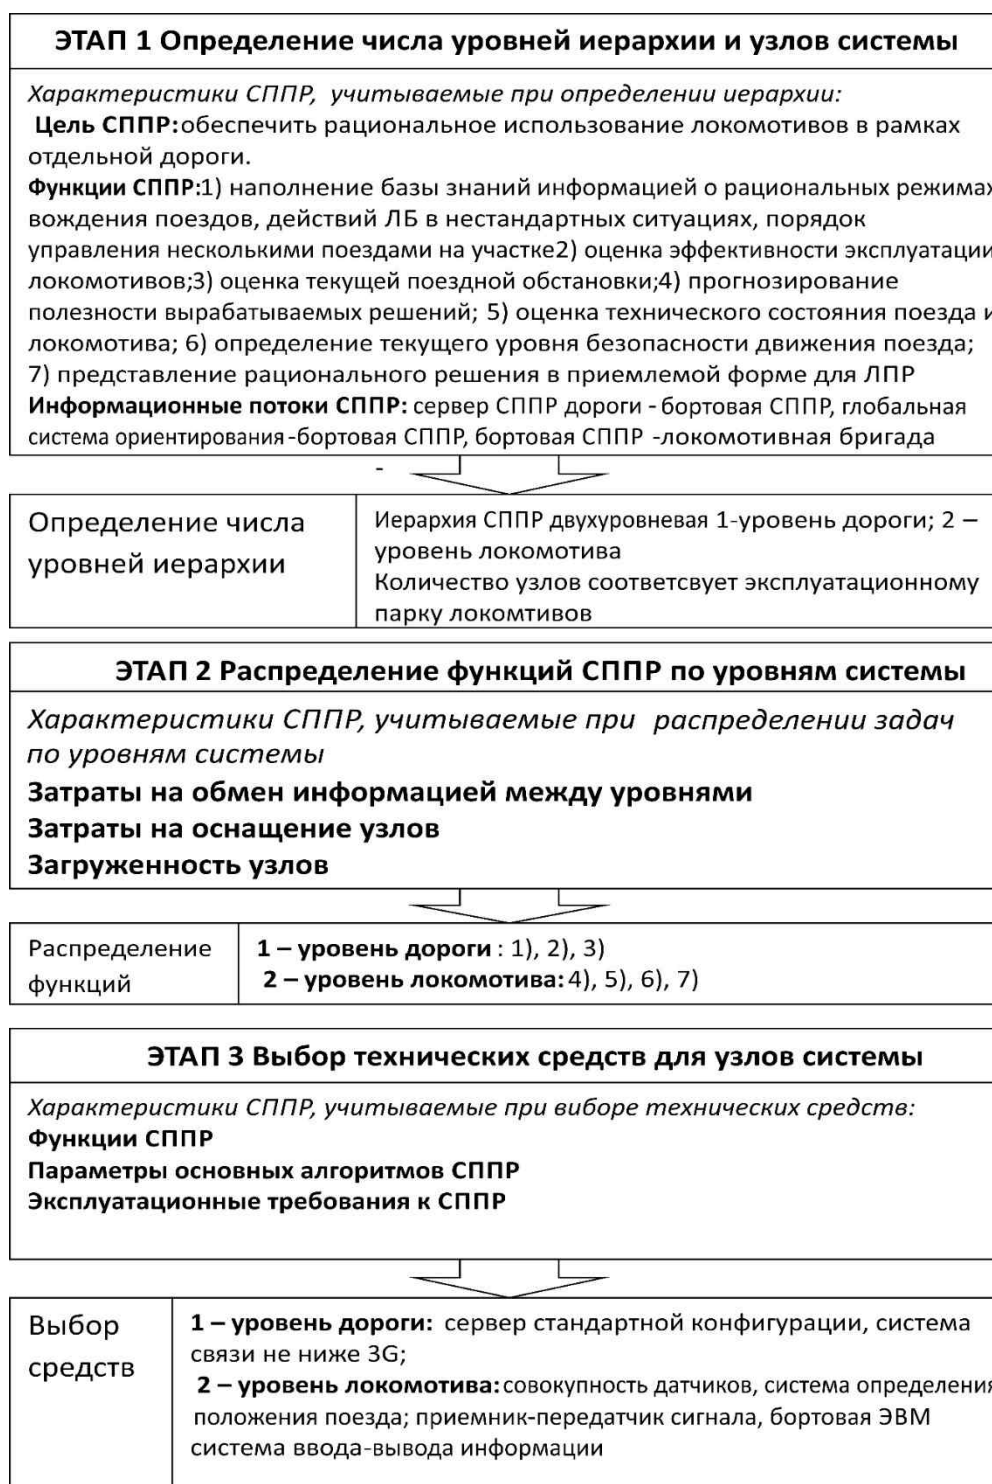 ЭТАП 1 Определение числа уровней иерархии и узлов системы
Характеристики СППР, учитываемые при определении иерархии:
Цель СППР: обеспечить рациональное использование локомотивов в рамках
отдельной дороги.
Функции СППР:1) наполнение базы знаний информацией о рациональных режимах
вождения поездов, действий ЛБ в нестандартных ситуациях, порядок
управления несколькими поездами на участке2) оценка эффективности эксплуатации
локомотивов;3) оценка текущей поездной обстановки;4) прогнозирование
полезности вырабатываемых решений; 5) оценка технического состояния поезда и
локомотива; 6) определение текущего уровня безопасности движения поезда;
7) представление рационального решения в приемлемой форме для ЛПР
Информационные потоки СППР: сервер СППР дороги - бортовая СППР, глобальная
система ориентирования -бортовая СППР, бортовая СППР -локомотивная бригада
-
Определение числа
уровней иерархии
Иерархия СППР двухуровневая 1-уровень дороги; 2 –
уровень локомотива
Количество узлов соответсвует эксплуатационному
парку локомтивов
ЭТАП 2 Распределение функций СППР по уровням системы
Характеристики СППР, учитываемые при распределении задач
по уровням системы
Затраты на обмен информацией между уровнями
Затраты на оснащение узлов
Загруженность узлов
Распределение
функций
1 – уровень дороги : 1), 2), 3)
2 – уровень локомотива: 4), 5), 6), 7)
ЭТАП 3 Выбор технических средств для узлов системы
Характеристики СППР, учитываемые при виборе технических средств:
Функции СППР
Параметры основных алгоритмов СППР
Эксплуатационные требования к СППР
Выбор
средств
1 – уровень дороги: сервер стандартной конфигурации, система
связи не ниже 3G;
2 – уровень локомотива: совокупность датчиков, система определения
положения поезда; приемник-передатчик сигнала, бортовая ЭВМ
система ввода-вывода информации